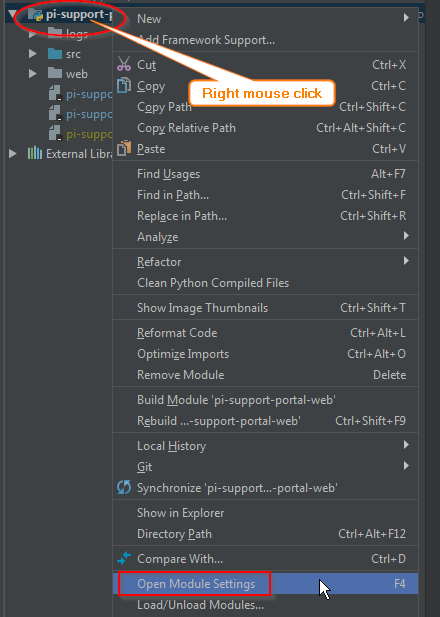 pi-support-p
logs
src
web
pi-suppo
pi-suppo
pi-suppo
External Libra
New
Add Framework Support...
Cut Ctrl+X
Right mouse click
Copy Ctrl+C
Copy Path Ctrl+Shift+C
Copy Relative Path Ctrl+Alt+Shift+C
Paste Ctrl+V
Find Usages Alt+F7
Find in Path... Ctrl+Shift+F
Replace in Path... Ctrl+Shift+R
Analyze
Refactor
Clean Python Compiled Files
Show Image Thumbnails Ctrl+Shift+T
Reformat Code Ctrl+Alt+L
Optimize Imports Ctrl+Alt+O
Remove Module Delete
Build Module 'pi-support-portal-web'
Rebuild ...-support-portal-web' Ctrl+Shift+F9
Local History
Git
Synchronize 'pi-support...-portal-web'
Show in Explorer
Directory Path Ctrl+Alt+F12
Compare With... Ctrl+D
Open Module Settings F4
Load/Unload Modules...